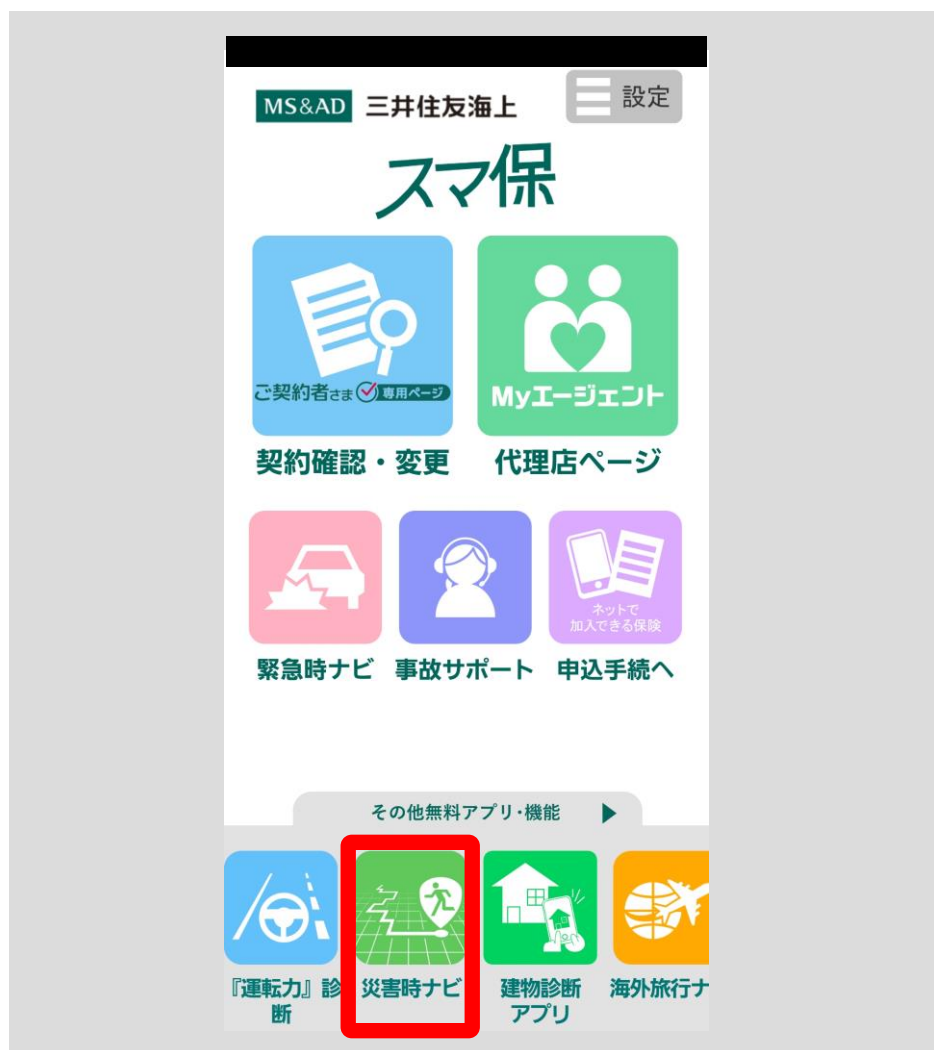 MS&AD 三井住友海上
設定
スマ保
ご契約者さま 専用ページ
Myエージェント
契約確認・変更
代理店ページ
ネットで
加入できる保険
緊急時ナビ
事故サポート
申込手続へ
その他無料アプリ・機能
『運転力』診
断
災害時ナビ
建物診断
アプリ
海外旅行ナ